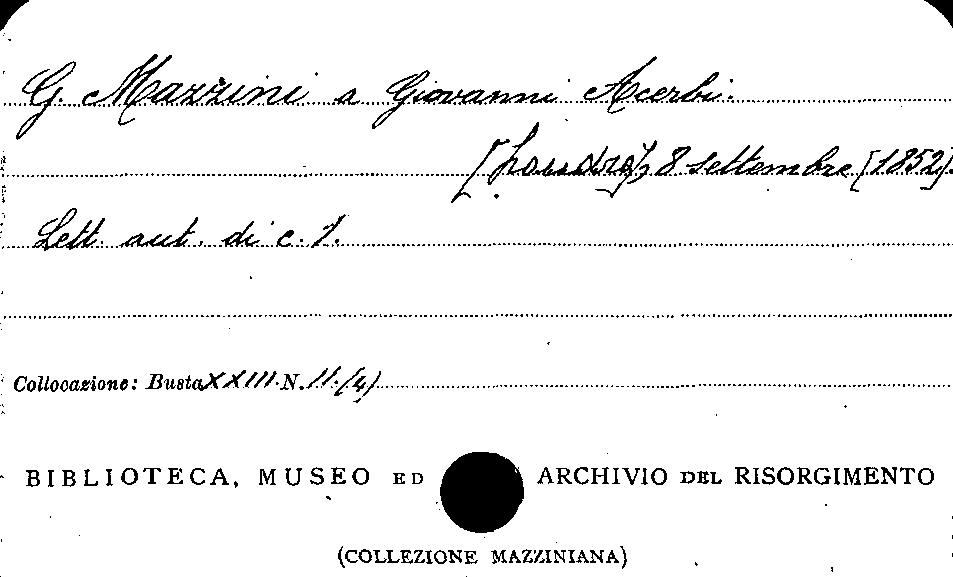 G. Mazzini a Giovanni Acerbi.
[Londra], 8 settembre [1852].
Lett. aut. di c. 1.
Collocazione: Busta XXIII. N. 11. (4)
BIBLIOTECA, MUSEO ED ARCHIVIO DEL RISORGIMENTO
(COLLEZIONE MAZZINIANA)